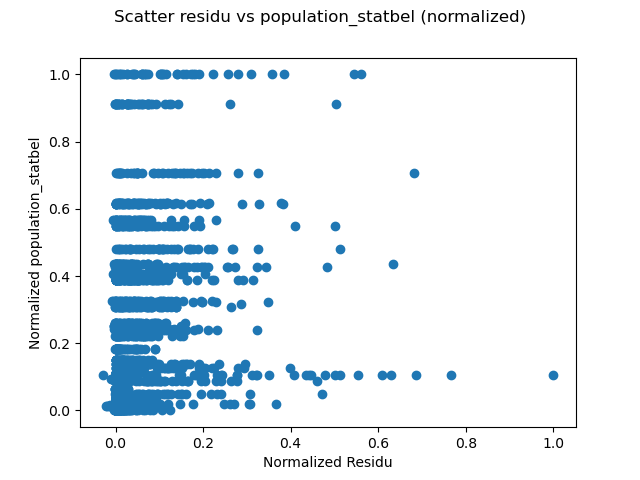 Scatter residu vs population_statbel (normalized)
1.0
0.8
0.6
0.4
0.2
0.0
Normalized population_statbel
0.0 0.2 0.4 0.6 0.8 1.0
Normalized Residu